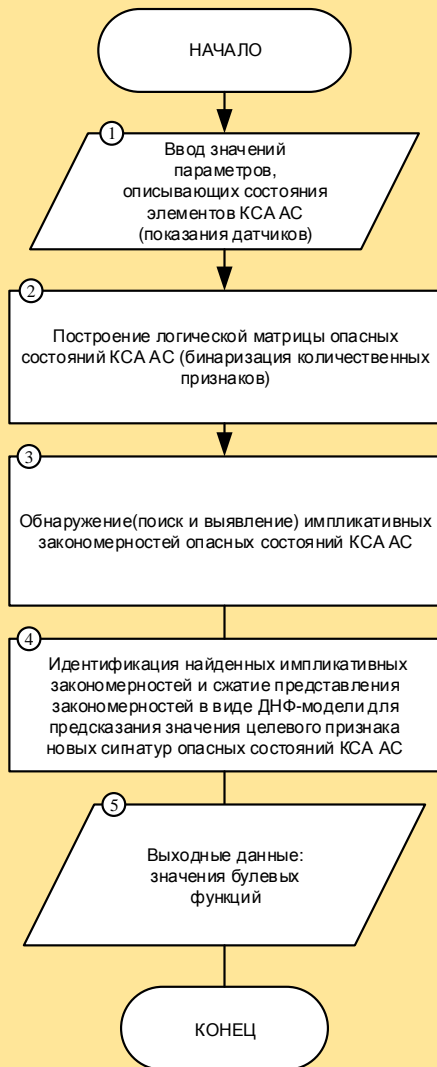 НАЧАЛО
1
Ввод значений
параметров,
описывающих состояния
элементов КСА АС
(показания датчиков)
2
Построение логической матрицы опасных
состояний КСА АС (бинаризация количественных
признаков)
3
Обнаружение(поиск и выявление) импликативных
закономерностей опасных состояний КСА АС
4
Идентификация найденных импликативных
закономерностей и сжатие представления
закономерностей в виде ДНФ-модели для
предсказания значения целевого признака
новых сигнатур опасных состояний КСА АС
5
Выходные данные:
значения булевых
функций
КОНЕЦ